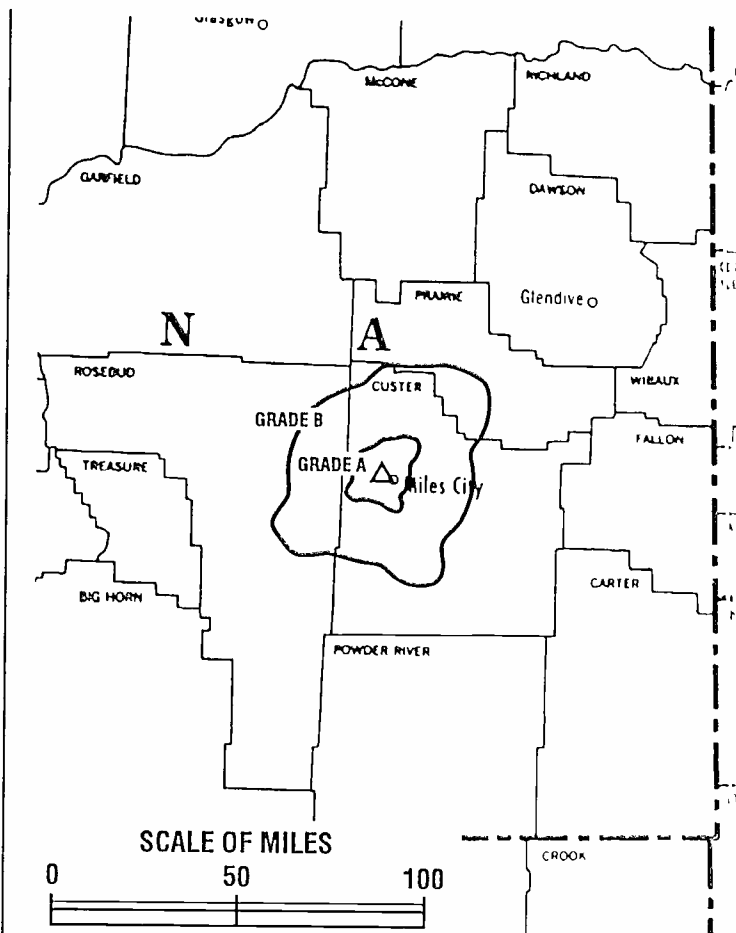 Glasgow
McCONE
RICHLAND
GARFIELD
DAWSON
PRAIRIE
Glendive
N
A
ROSEBUD
CUSTER
WIBAUX
GRADE B
FALLON
GRADE A
TREASURE
Miles City
BIG HORN
CARTER
POWDER RIVER
SCALE OF MILES
0 50 100
CROOK